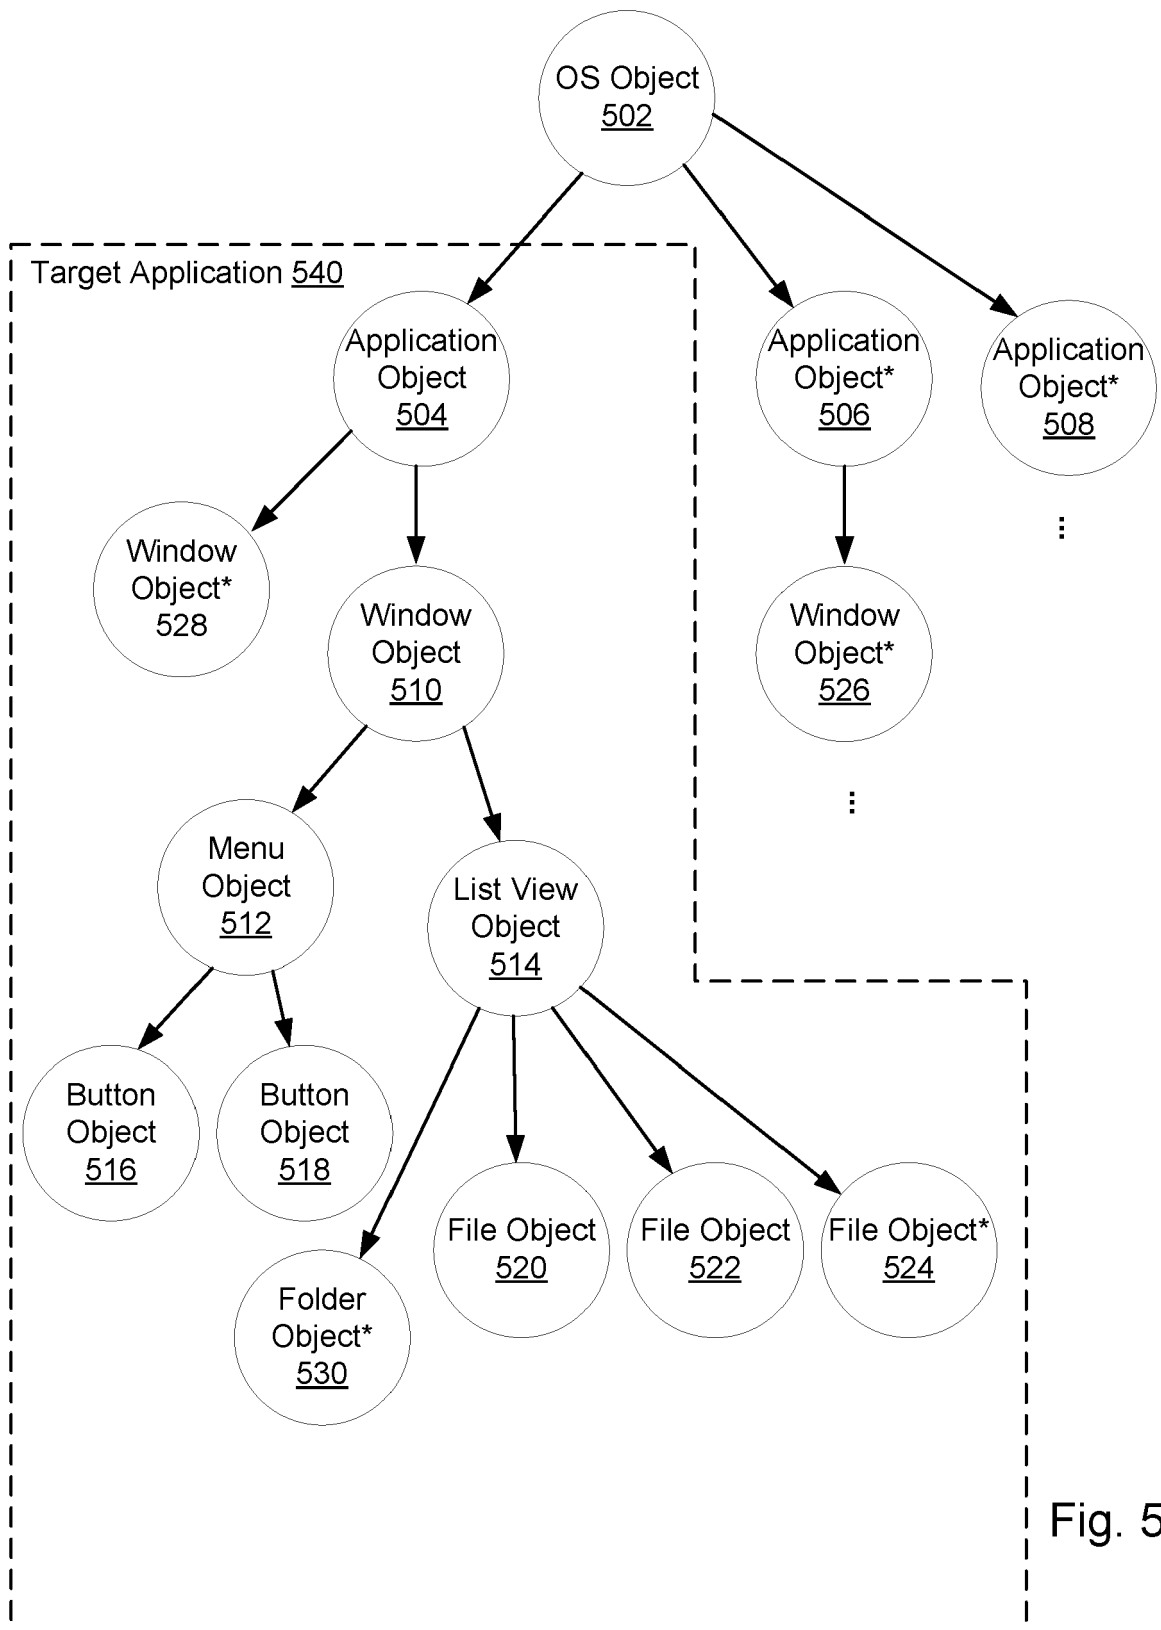 OS Object
502
Target Application 540
Application
Object
504
Application
Object*
506
Application
Object*
508
...
Window
Object*
528
Window
Object
510
Window
Object*
526
...
Menu
Object
512
List View
Object
514
Button
Object
516
Button
Object
518
File Object
520
File Object
522
File Object*
524
Folder
Object*
530
Fig. 5